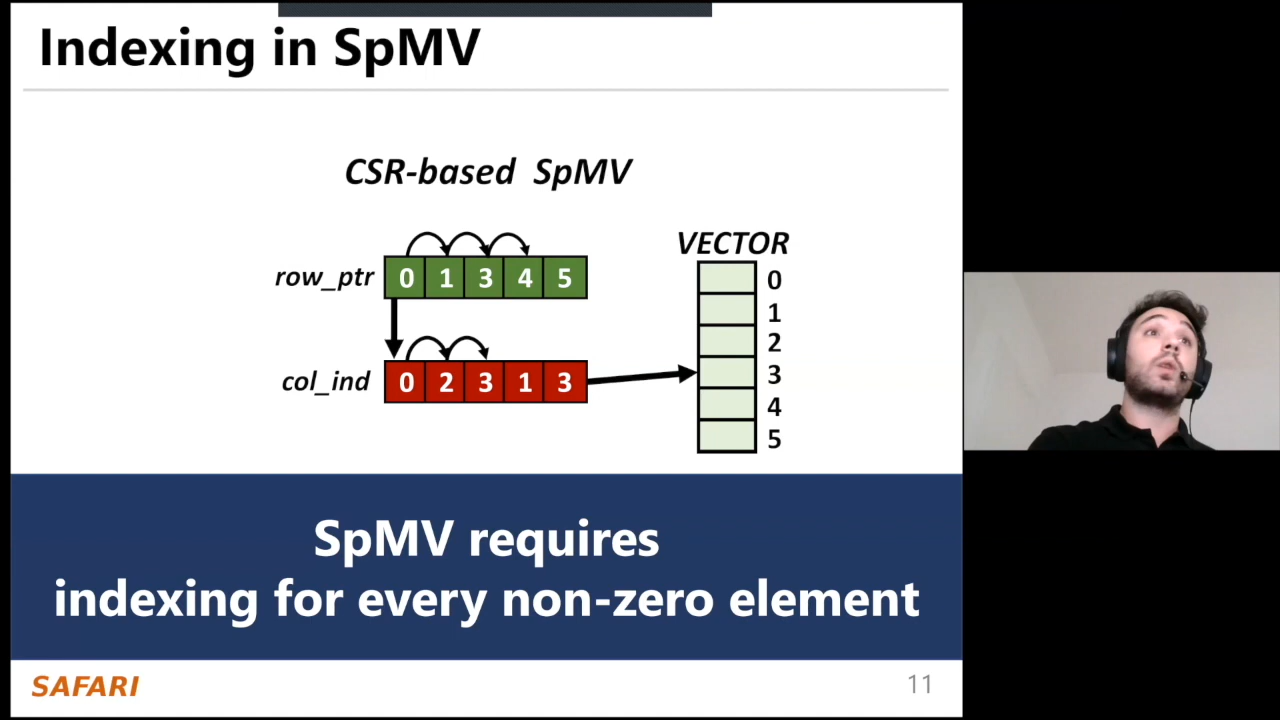 Indexing in SpMV
CSR-based SpMV
VECTOR
row_ptr 0 1 3 4 5
col_ind 0 2 3 1 3
0
1
2
3
4
5
SpMV requires
indexing for every non-zero element
SAFARI
11